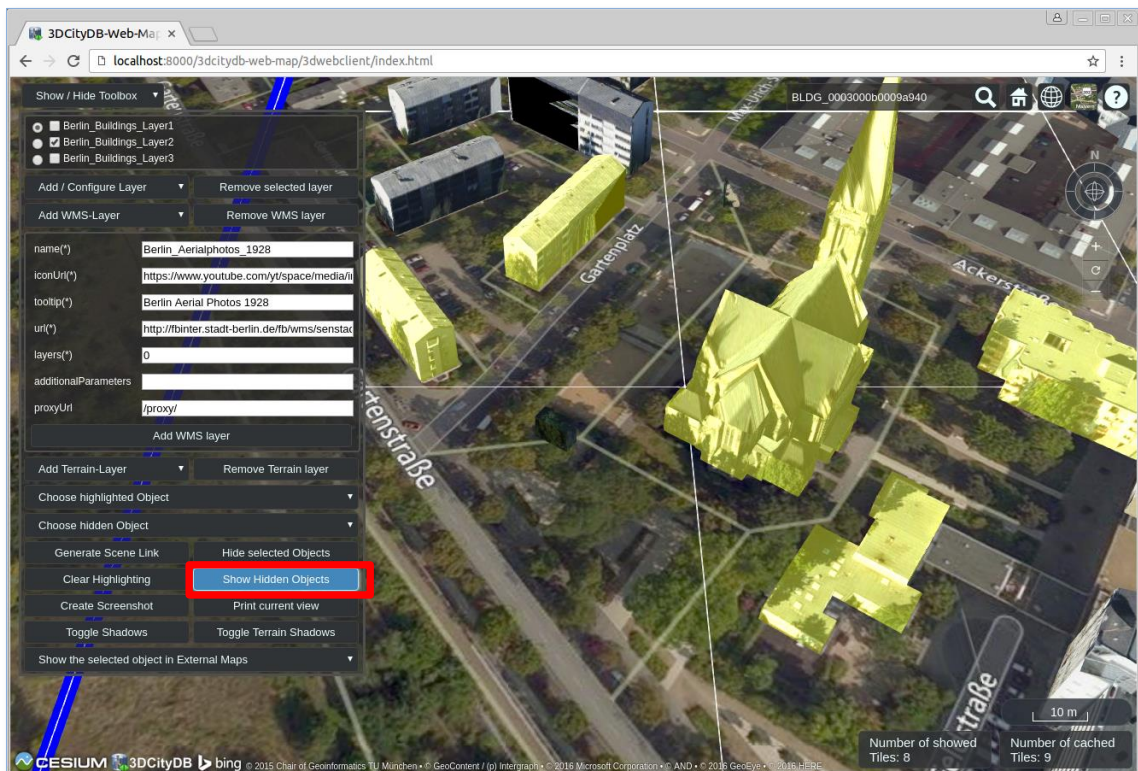 3DCityDB-Web-Map
localhost:8000/3dcitydb-web-map/3dwebclient/index.html
Show / Hide Toolbox
BLDG_0003000b0009a940
Berlin_Buildings_Layer1
Berlin_Buildings_Layer2
Berlin_Buildings_Layer3
Add / Configure Layer
Remove selected layer
Add WMS-Layer
Remove WMS layer
name(*)
Berlin_Aerialphotos_1928
iconUrl(*)
https://www.youtube.com/yt/space/media/i
tooltip(*)
Berlin Aerial Photos 1928
url(*)
http://fbinter.stadt-berlin.de/fb/wms/senstad
layers(*)
0
additionalParameters
proxyUrl
/proxy/
Add WMS layer
Add Terrain-Layer
Remove Terrain layer
Choose highlighted Object
Choose hidden Object
Generate Scene Link
Hide selected Objects
Clear Highlighting
Show Hidden Objects
Create Screenshot
Print current view
Toggle Shadows
Toggle Terrain Shadows
Show the selected object in External Maps
Gartenplatz
Ackerstraße
tenstraße
straße
N
10 m
Number of showed
Tiles: 8
Number of cached
Tiles: 9
CESIUM 3DCityDB bing © 2015 Chair of Geoinformatics TU München • © GeoContent / (p) Intergraph • © 2016 Microsoft Corporation • © AND • © 2016 GeoEye • © 2016 HERE